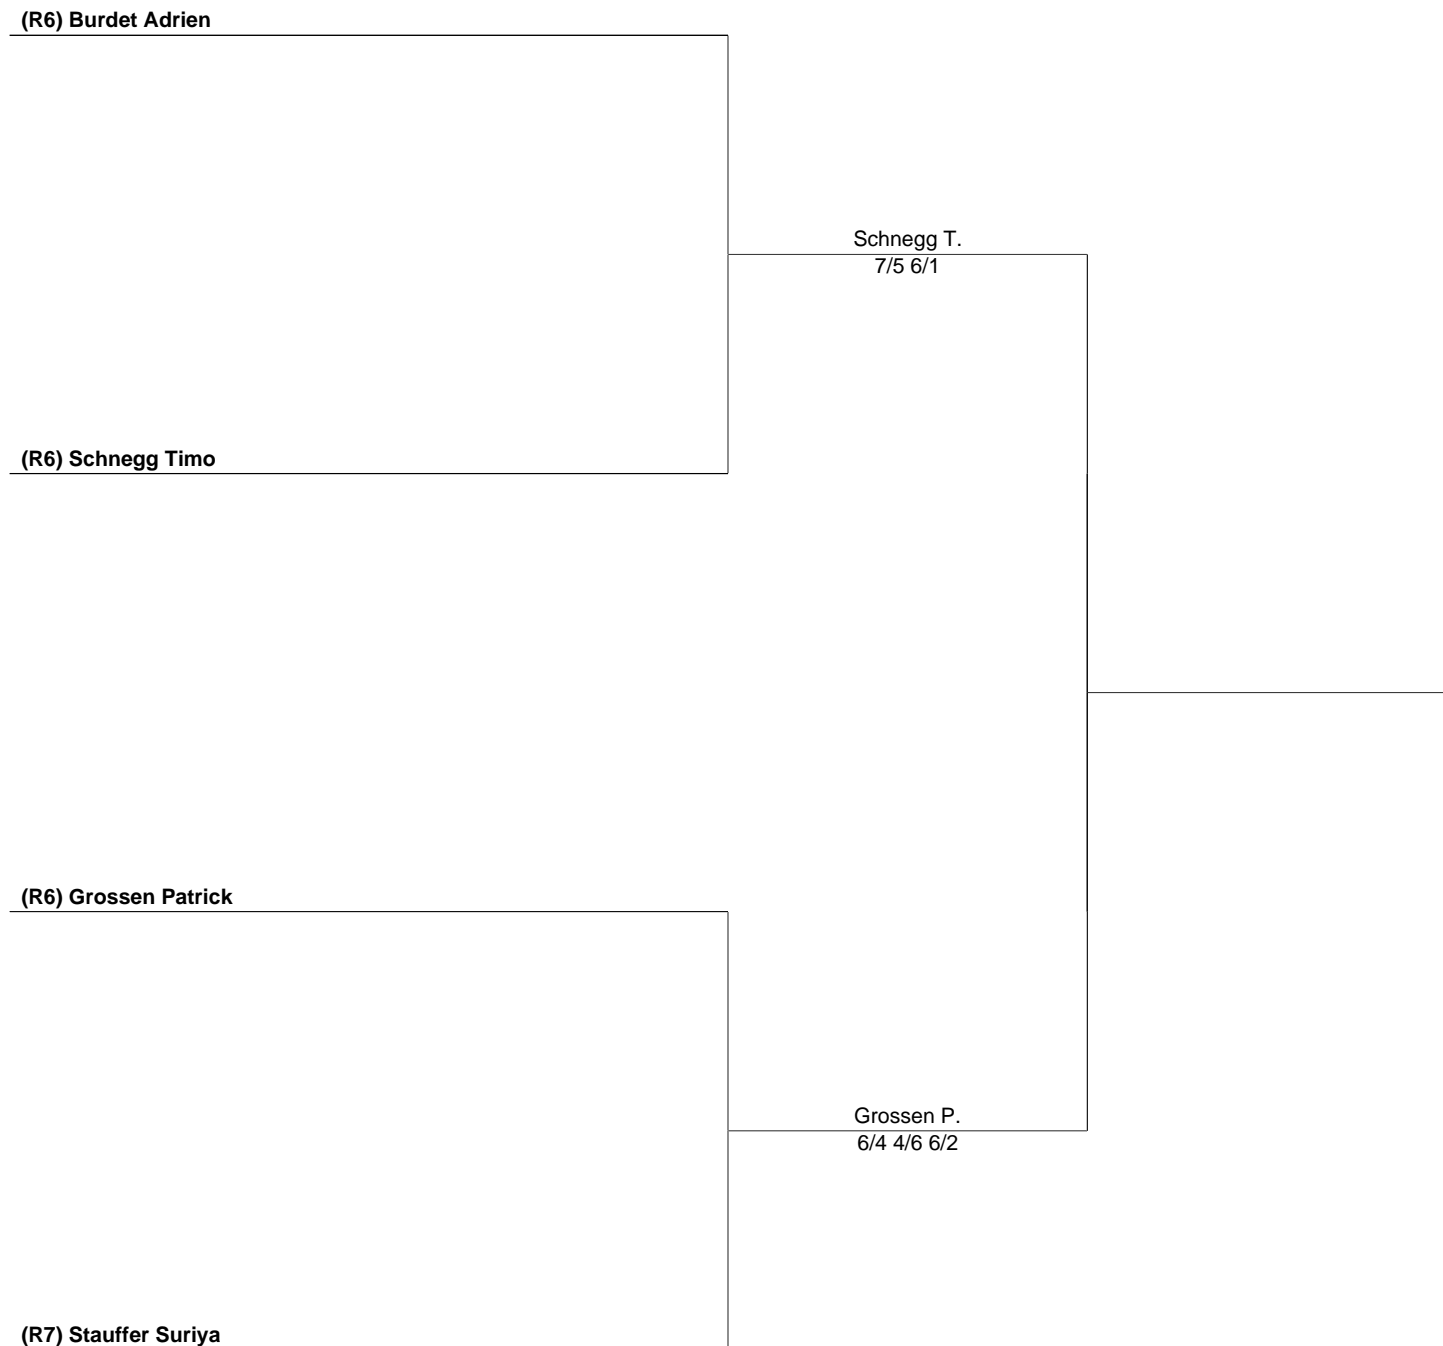 (R6) Burdet Adrien
Schnegg T.
7/5 6/1
(R6) Schnegg Timo
(R6) Grossen Patrick
Grossen P.
6/4 4/6 6/2
(R7) Stauffer Suriya